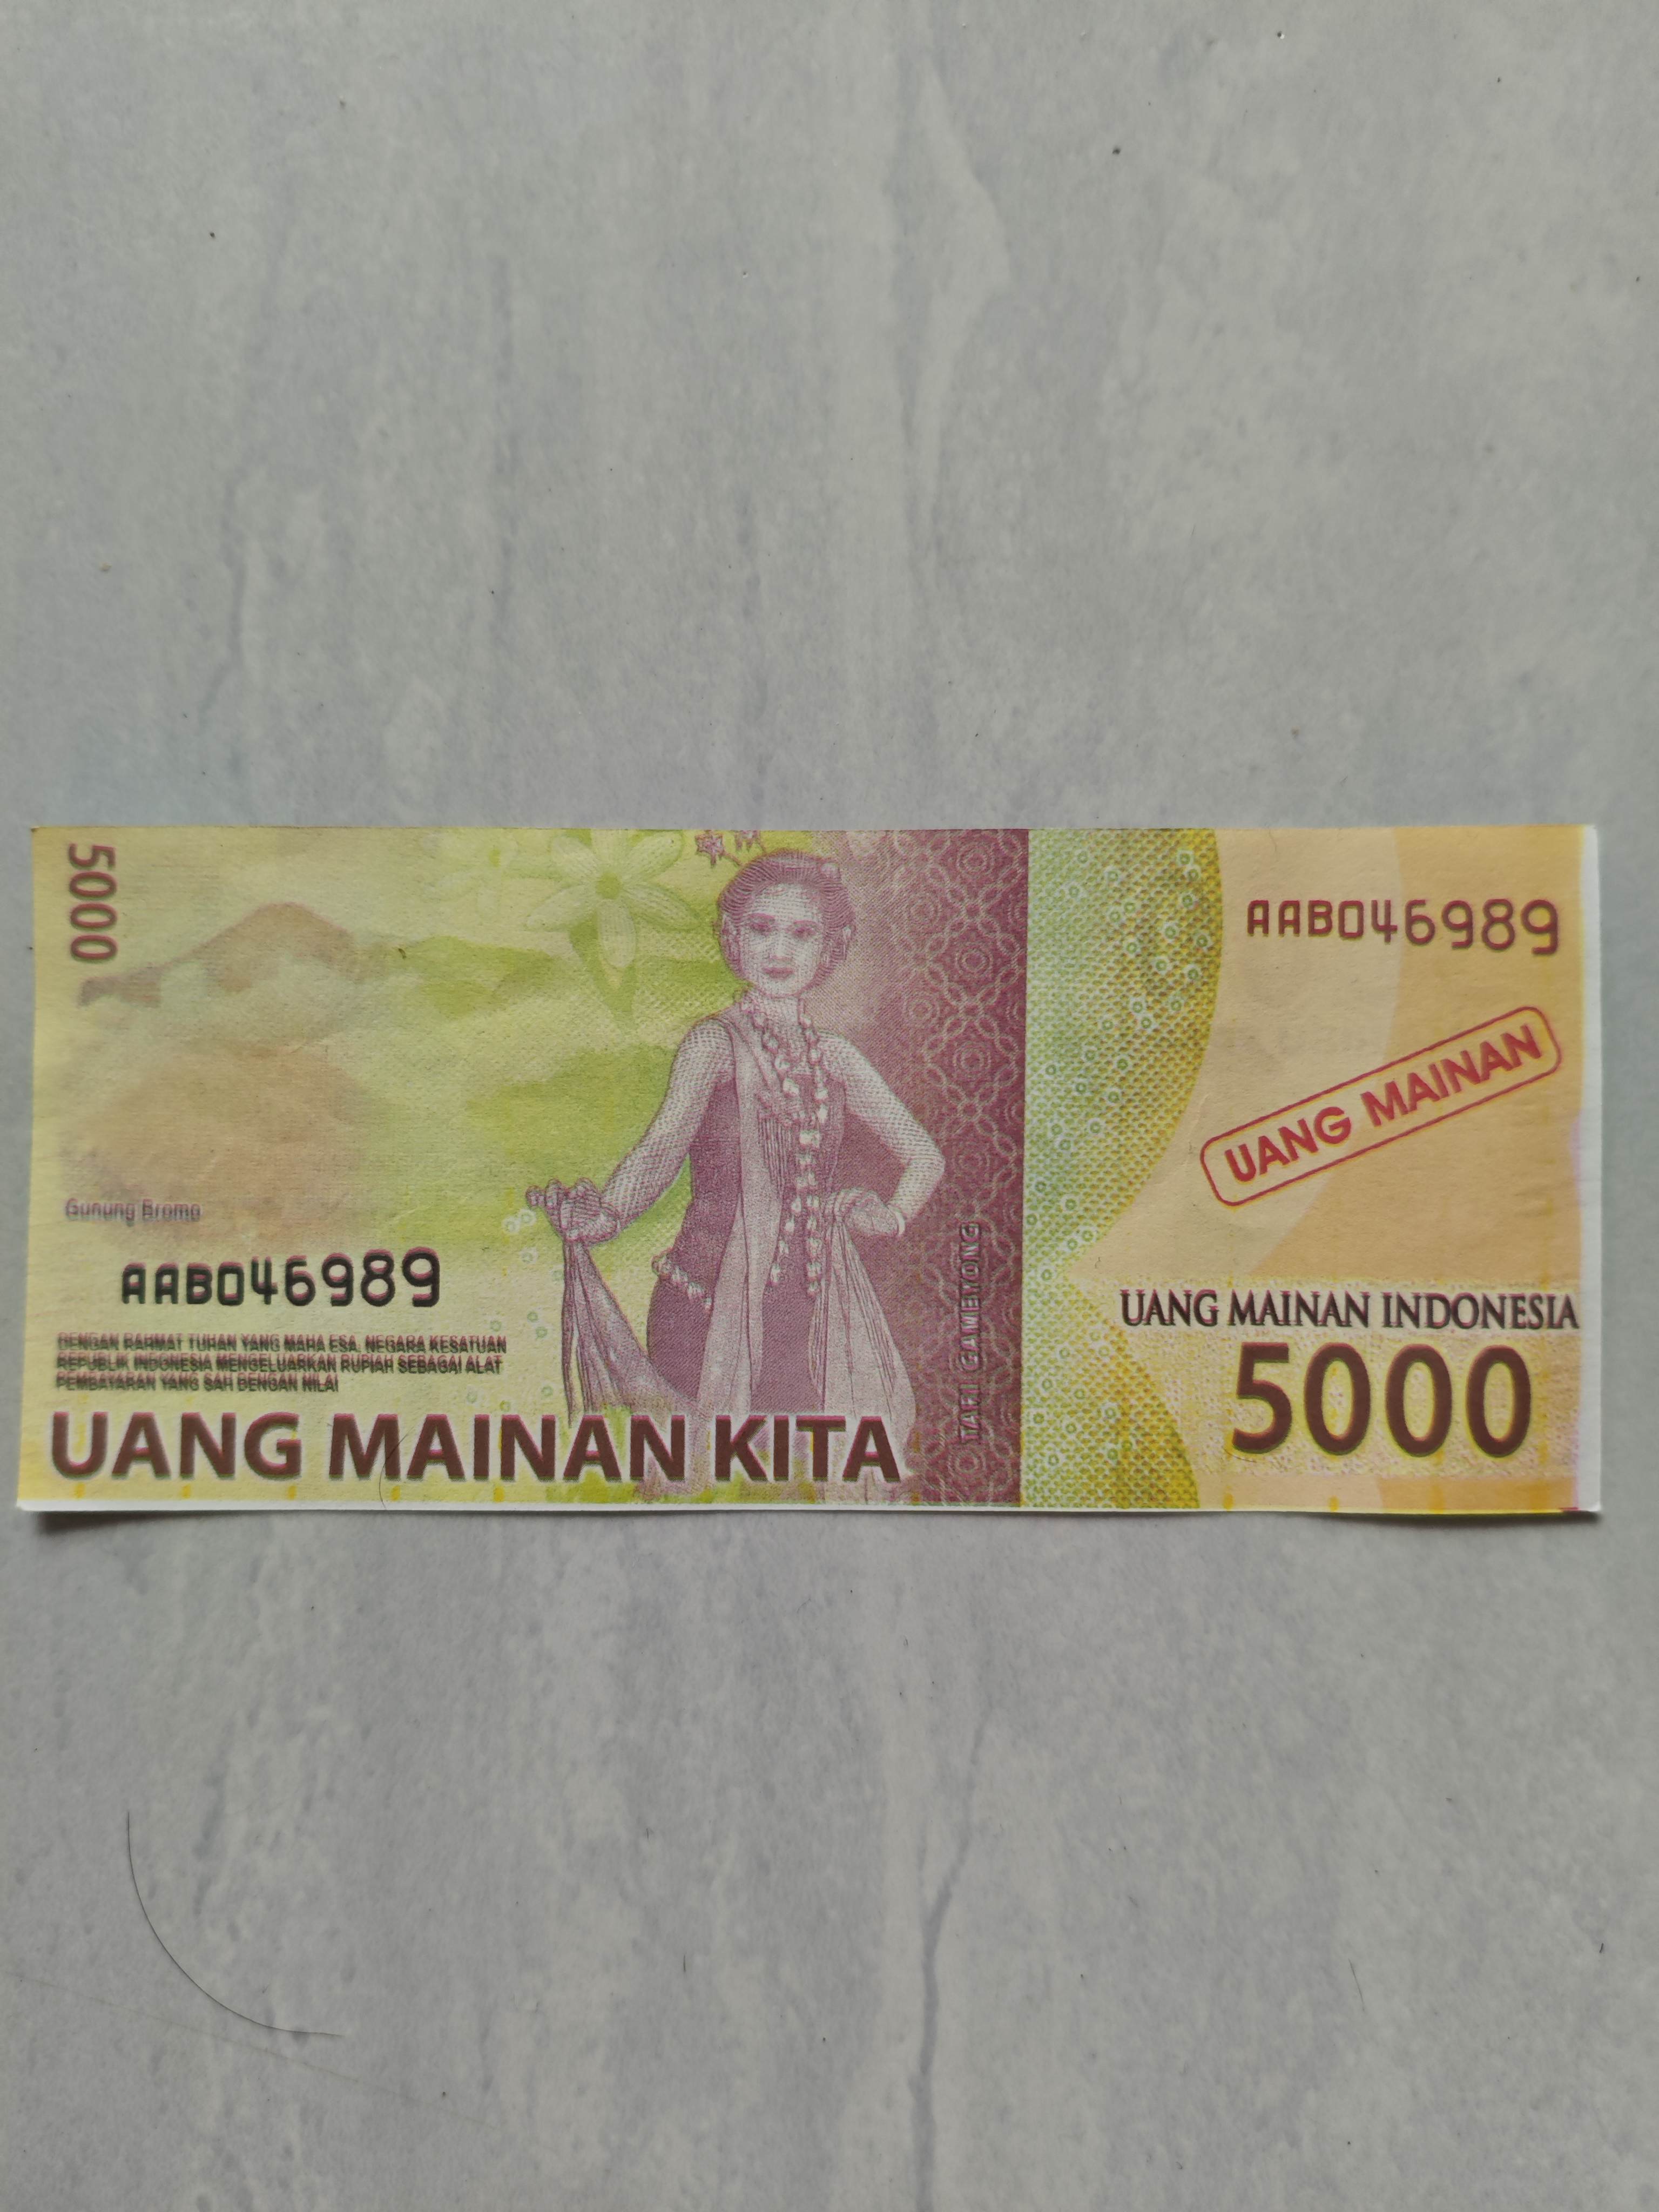 5000
AAB046989
UANG MAINAN
Gunung Bromo
AAB046989
TARI GAMBYONG
DENGAN RAHMAT TUHAN YANG MAHA ESA, NEGARA KESATUAN
REPUBLIK INDONESIA MENGELUARKAN RUPIAH SEBAGAI ALAT
PEMBAYARAN YANG SAH DENGAN NILAI
UANG MAINAN KITA
UANG MAINAN INDONESIA
5000